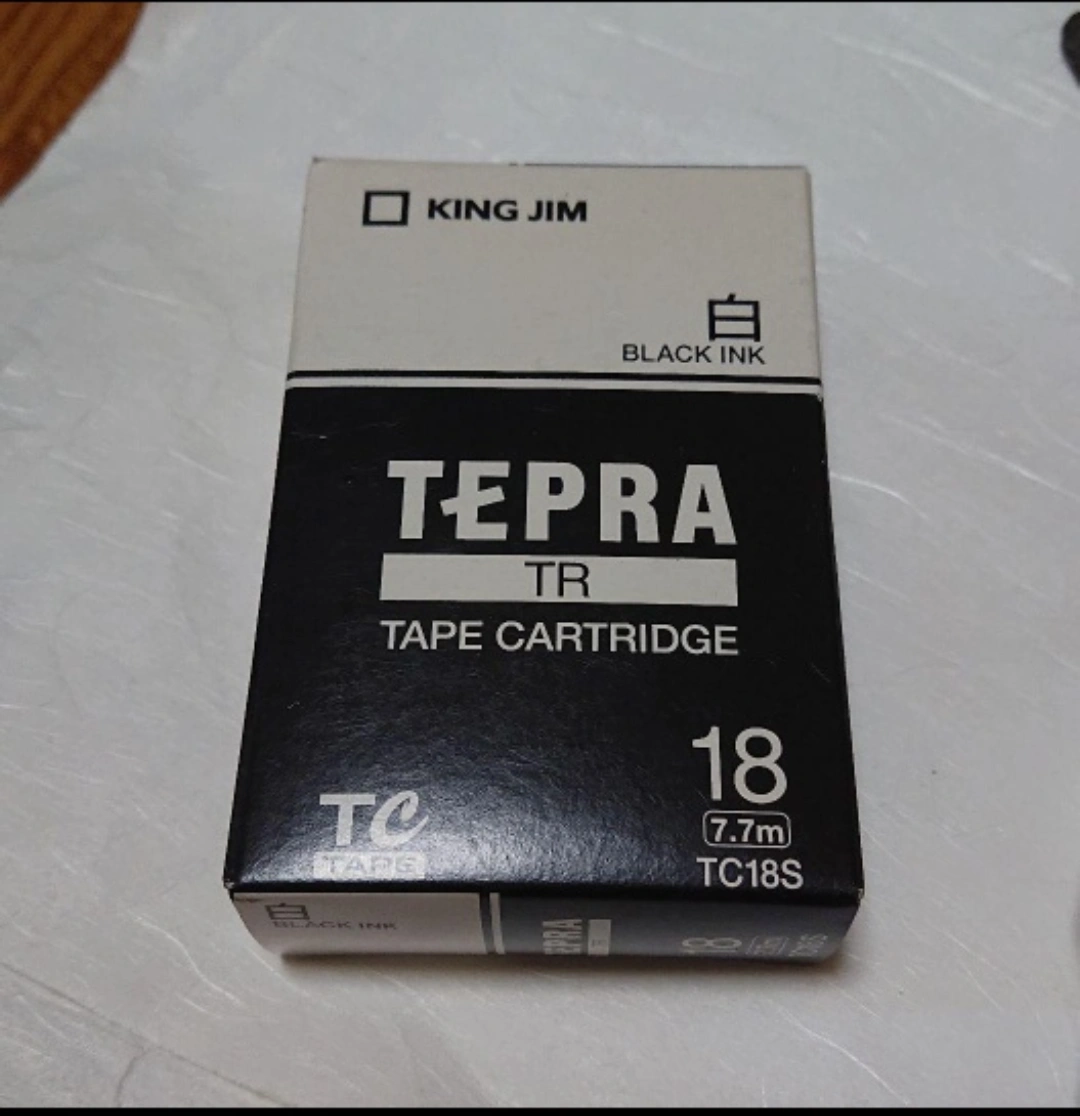 KING JIM
白
BLACK INK
TEPRA
TR
TAPE CARTRIDGE
18
7.7m
TC18S
TC
TAPE
白
BLACK INK
TEPRA
TR
18